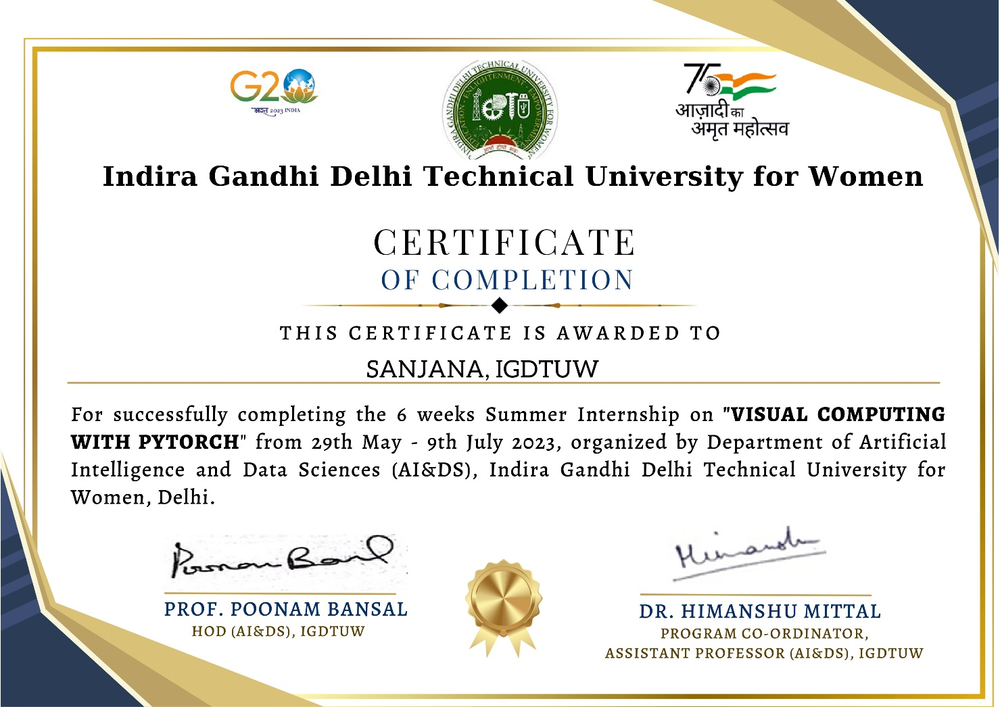 G20
भारत 2023 INDIA
INDIRA GANDHI DELHI TECHNICAL UNIVERSITY FOR WOMEN
EDUCATION - ENLIGHTENMENT - EMPOWERMENT
75
आज़ादी का
अमृत महोत्सव
Indira Gandhi Delhi Technical University for Women
CERTIFICATE
OF COMPLETION
THIS CERTIFICATE IS AWARDED TO
SANJANA, IGDTUW
For successfully completing the 6 weeks Summer Internship on "VISUAL COMPUTING
WITH PYTORCH" from 29th May - 9th July 2023, organized by Department of Artificial
Intelligence and Data Sciences (AI&DS), Indira Gandhi Delhi Technical University for
Women, Delhi.
Poonam Bansal
Himanshu
PROF. POONAM BANSAL
HOD (AI&DS), IGDTUW
DR. HIMANSHU MITTAL
PROGRAM CO-ORDINATOR,
ASSISTANT PROFESSOR (AI&DS), IGDTUW